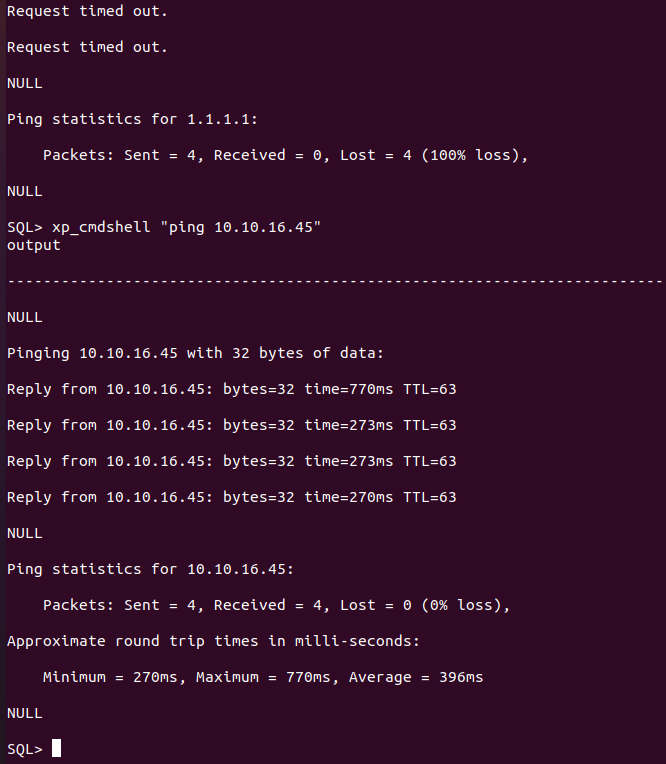 Request timed out.
Request timed out.
NULL
Ping statistics for 1.1.1.1:
    Packets: Sent = 4, Received = 0, Lost = 4 (100% loss),
NULL
SQL> xp_cmdshell "ping 10.10.16.45"
output
-------------------------------------------------------------------------
NULL
Pinging 10.10.16.45 with 32 bytes of data:
Reply from 10.10.16.45: bytes=32 time=770ms TTL=63
Reply from 10.10.16.45: bytes=32 time=273ms TTL=63
Reply from 10.10.16.45: bytes=32 time=273ms TTL=63
Reply from 10.10.16.45: bytes=32 time=270ms TTL=63
NULL
Ping statistics for 10.10.16.45:
    Packets: Sent = 4, Received = 4, Lost = 0 (0% loss),
Approximate round trip times in milli-seconds:
    Minimum = 270ms, Maximum = 770ms, Average = 396ms
NULL
SQL>